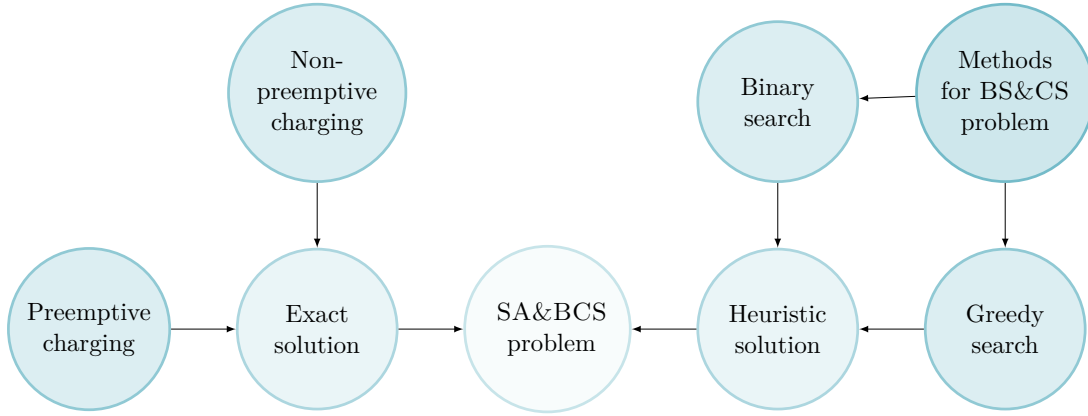 Non-
preemptive
charging
Binary
search
Methods
for BS&CS
problem
Preemptive
charging
Exact
solution
SA&BCS
problem
Heuristic
solution
Greedy
search